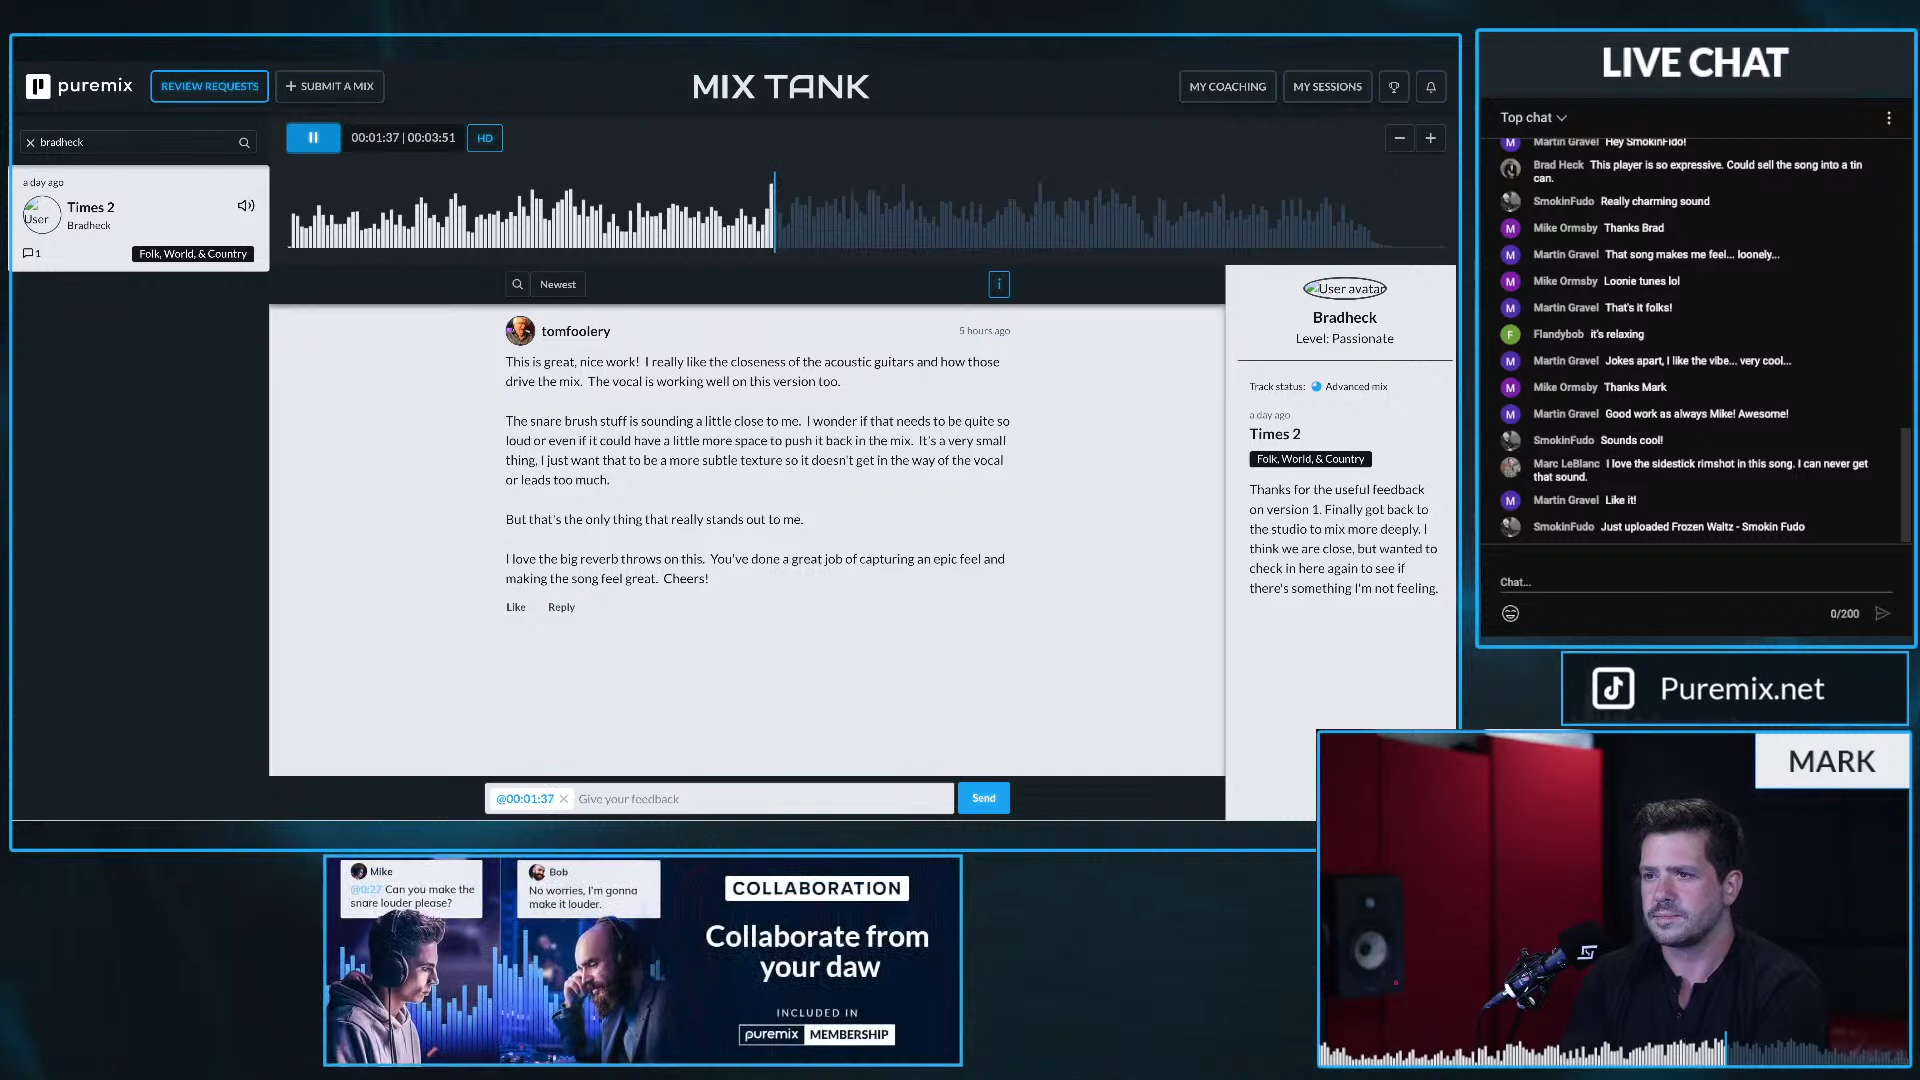 puremix
REVIEW REQUESTS
+ SUBMIT A MIX
MIX TANK
MY COACHING
MY SESSIONS
bradheck
00:01:37 | 00:03:51
HD
a day ago
User
Times 2
Bradheck
1
Folk, World, & Country
Newest
i
tomfoolery
5 hours ago
This is great, nice work! I really like the closeness of the acoustic guitars and how those
drive the mix. The vocal is working well on this version too.
The snare brush stuff is sounding a little close to me. I wonder if that needs to be quite so
loud or even if it could have a little more space to push it back in the mix. It's a very small
thing, I just want that to be a more subtle texture so it doesn't get in the way of the vocal
or leads too much.
But that's the only thing that really stands out to me.
I love the big reverb throws on this. You've done a great job of capturing an epic feel and
making the song feel great. Cheers!
Like Reply
@00:01:37 Give your feedback
Send
User avatar
Bradheck
Level: Passionate
Track status: Advanced mix
a day ago
Times 2
Folk, World, & Country
Thanks for the useful feedback
on version 1. Finally got back to
the studio to mix more deeply. I
think we are close, but wanted to
check in here again to see if
there's something I'm not feeling.
LIVE CHAT
Top chat
M Martin Gravel Hey SmokinFudo!
Brad Heck This player is so expressive. Could sell the song into a tin
can.
SmokinFudo Really charming sound
M Mike Ormsby Thanks Brad
M Martin Gravel That song makes me feel... loonely...
M Mike Ormsby Loonie tunes lol
M Martin Gravel That's it folks!
F Flandybob it's relaxing
M Martin Gravel Jokes apart, I like the vibe... very cool...
M Mike Ormsby Thanks Mark
M Martin Gravel Good work as always Mike! Awesome!
SmokinFudo Sounds cool!
Marc LeBlanc I love the sidestick rimshot in this song. I can never get
that sound.
M Martin Gravel Like it!
SmokinFudo Just uploaded Frozen Waltz - Smokin Fudo
Chat...
0/200
Puremix.net
MARK
Mike
@0:27 Can you make the
snare louder please?
Bob
No worries, I'm gonna
make it louder.
COLLABORATION
Collaborate from
your daw
INCLUDED IN
puremix MEMBERSHIP